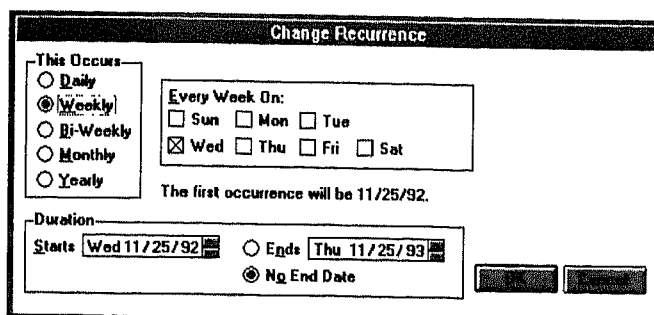 Change Recurrence
This Occurs
Daily
Weekly
Bi-Weekly
Monthly
Yearly
Every Week On:
Sun Mon Tue
Wed Thu Fri Sat
The first occurrence will be 11/25/92.
Duration
Starts Wed 11/25/92 Ends Thu 11/25/93
No End Date